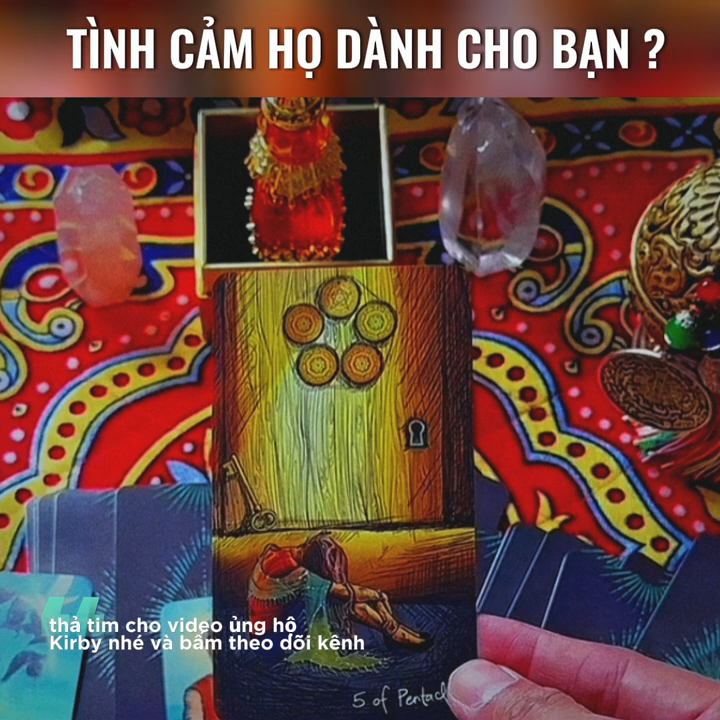 TÌNH CẢM HỌ DÀNH CHO BẠN ?
thả tim cho video ủng hộ
Kirby nhé và bấm theo dõi kênh
5 of Pentacl